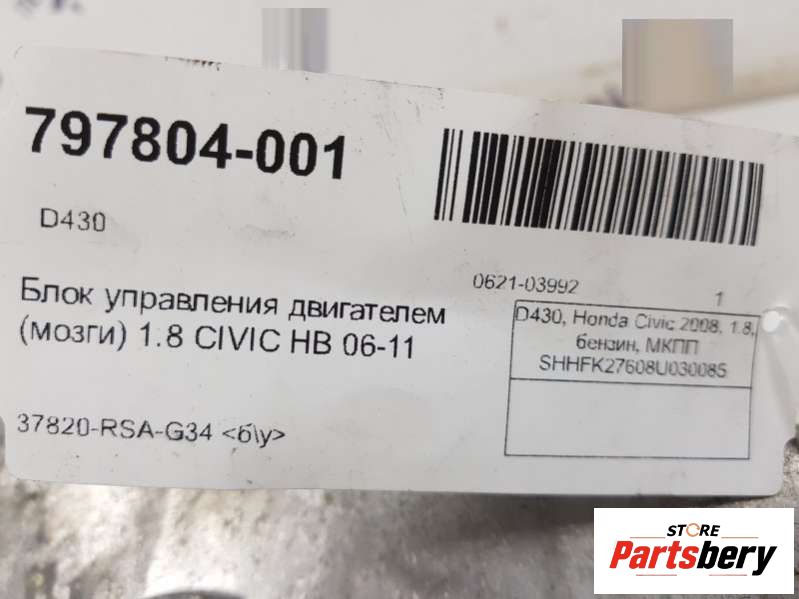 797804-001
D430
Блок управления двигателем
(мозги) 1.8 CIVIC HB 06-11
37820-RSA-G34 <б\у>
0621-03992
1
D430, Honda Civic 2008, 1.8,
бензин, МКПП
SHHFK27608U030085
STORE
Partsbery